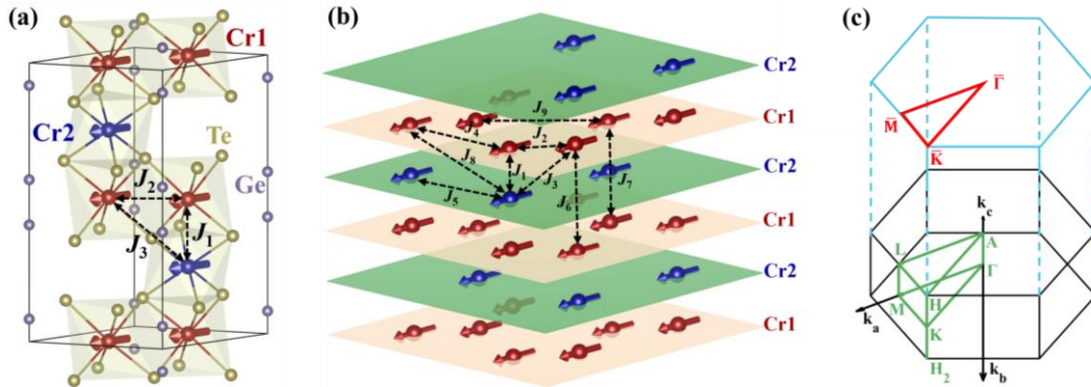 (a)
Cr1
Cr2
Te
J2
Ge
J1
J3
(b)
Cr2
J9
Cr1
J4
J2
J8
J1
J3
Cr2
J7
J5
J6
Cr1
Cr2
Cr1
(c)
Γ̄
M̄
K̄
kc
L
A
Γ
ka
M
H
K
H2
kb